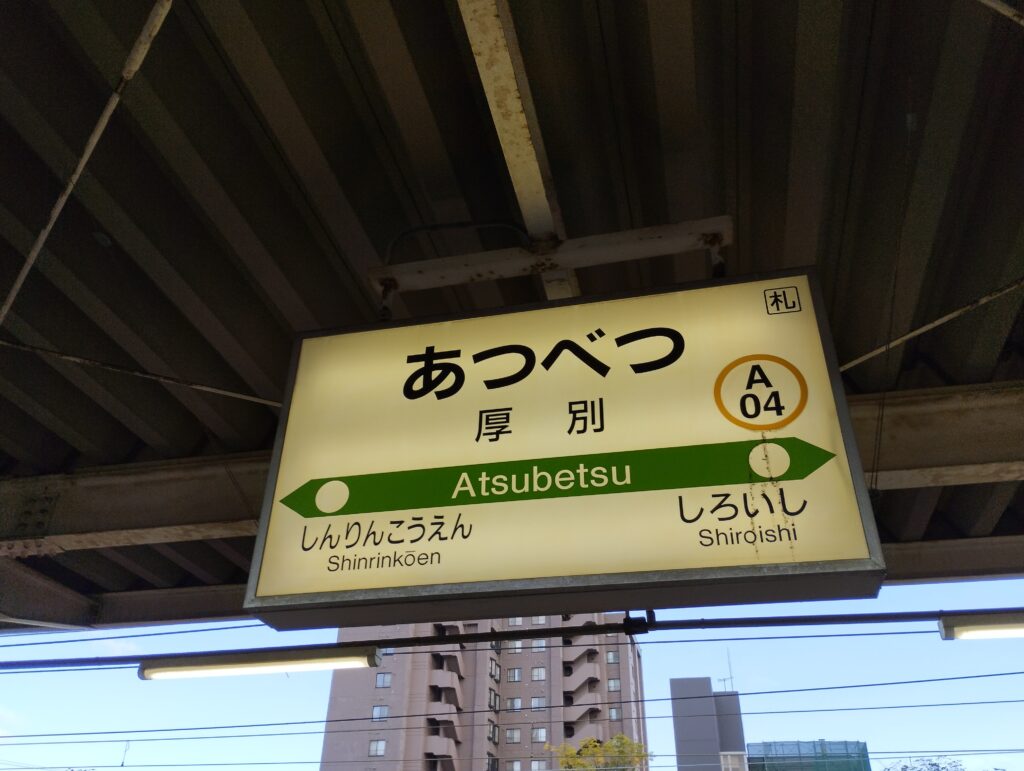 札
あつべつ
A
04
厚別
Atsubetsu
しんりんこうえん
Shinrinkōen
しろいし
Shiroishi